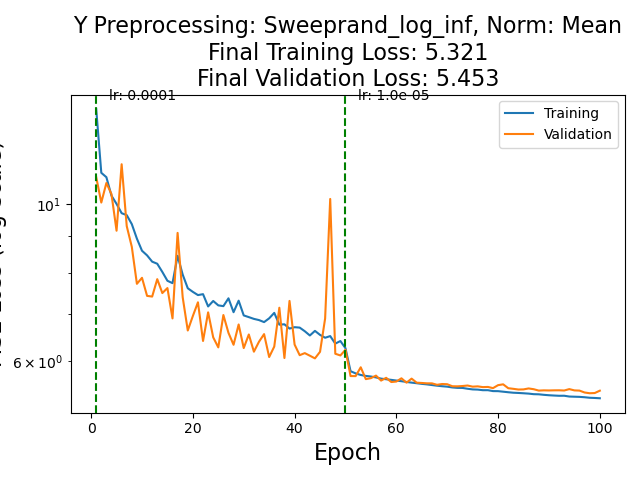 Y Preprocessing: Sweeprand_log_inf, Norm: Mean
Final Training Loss: 5.321
Final Validation Loss: 5.453
lr: 0.0001
lr: 1.0e-05
Training
Validation
10¹
6 × 10⁰
0
20
40
60
80
100
Epoch